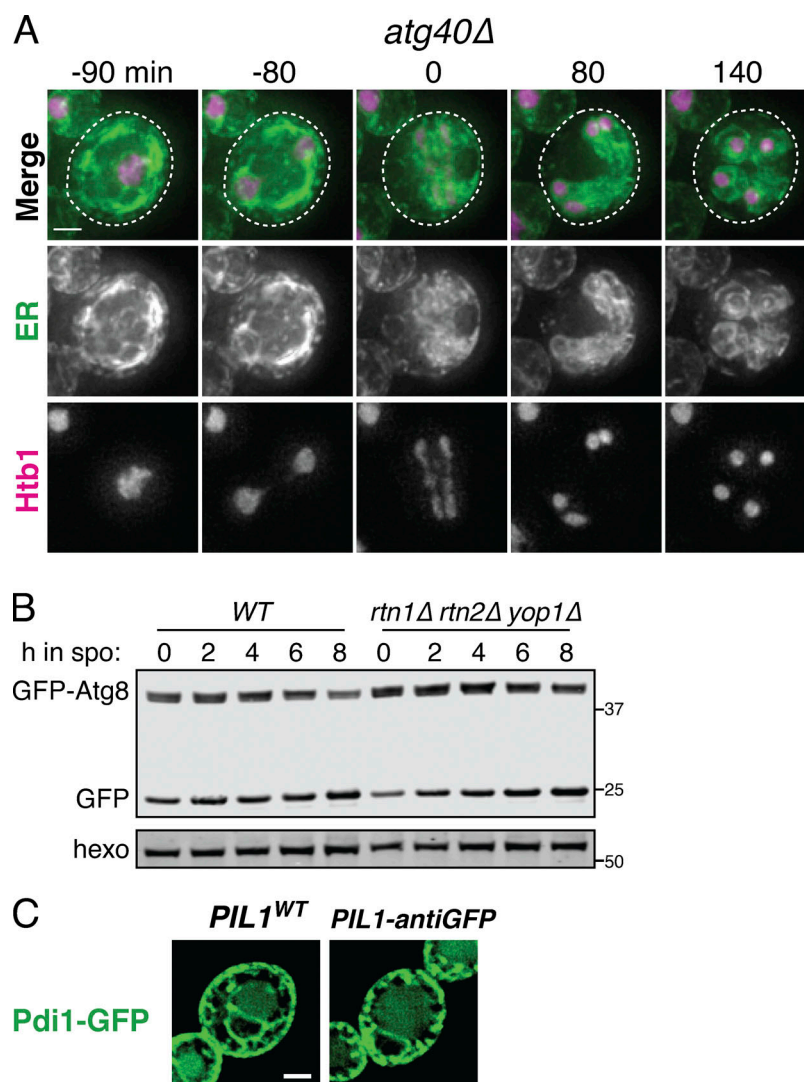 A
atg40Δ
-90 min -80 0 80 140
Merge
ER
Htb1
B
WT rtn1Δ rtn2Δ yop1Δ
h in spo: 0 2 4 6 8 0 2 4 6 8
GFP-Atg8
37
GFP
25
hexo
50
C
PIL1WT PIL1-antiGFP
Pdi1-GFP